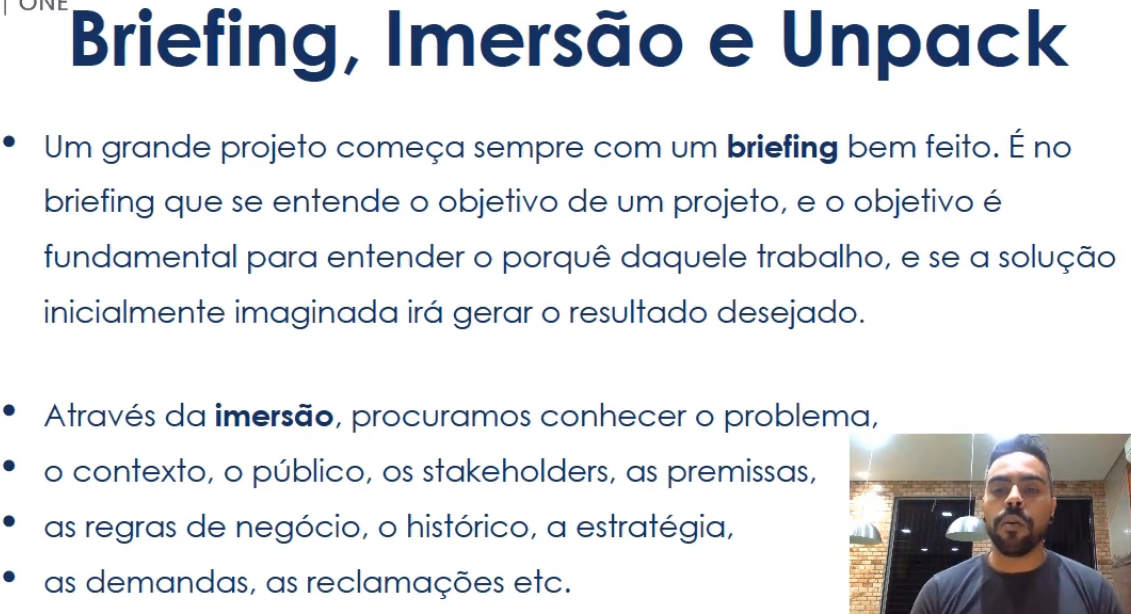 | ONE
Briefing, Imersão e Unpack
• Um grande projeto começa sempre com um briefing bem feito. É no
briefing que se entende o objetivo de um projeto, e o objetivo é
fundamental para entender o porquê daquele trabalho, e se a solução
inicialmente imaginada irá gerar o resultado desejado.
• Através da imersão, procuramos conhecer o problema,
• o contexto, o público, os stakeholders, as premissas,
• as regras de negócio, o histórico, a estratégia,
• as demandas, as reclamações etc.